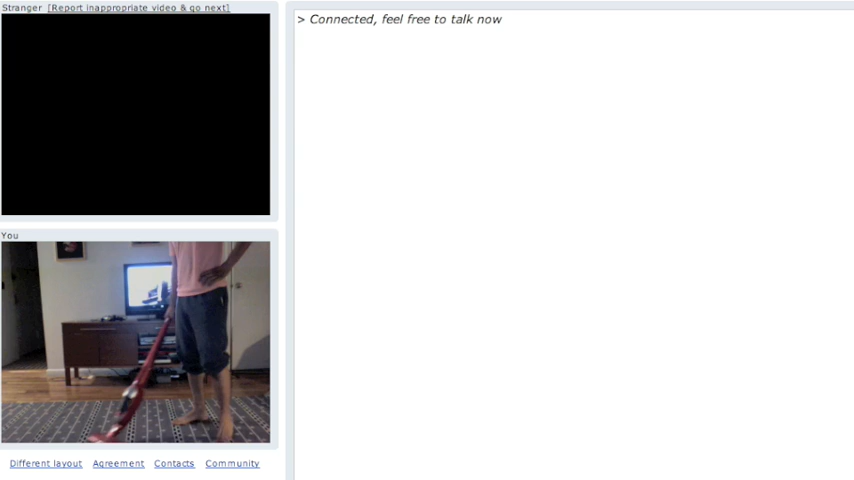 Stranger [Report inappropriate video & go next]
> Connected, feel free to talk now
You
Different layout Agreement Contacts Community